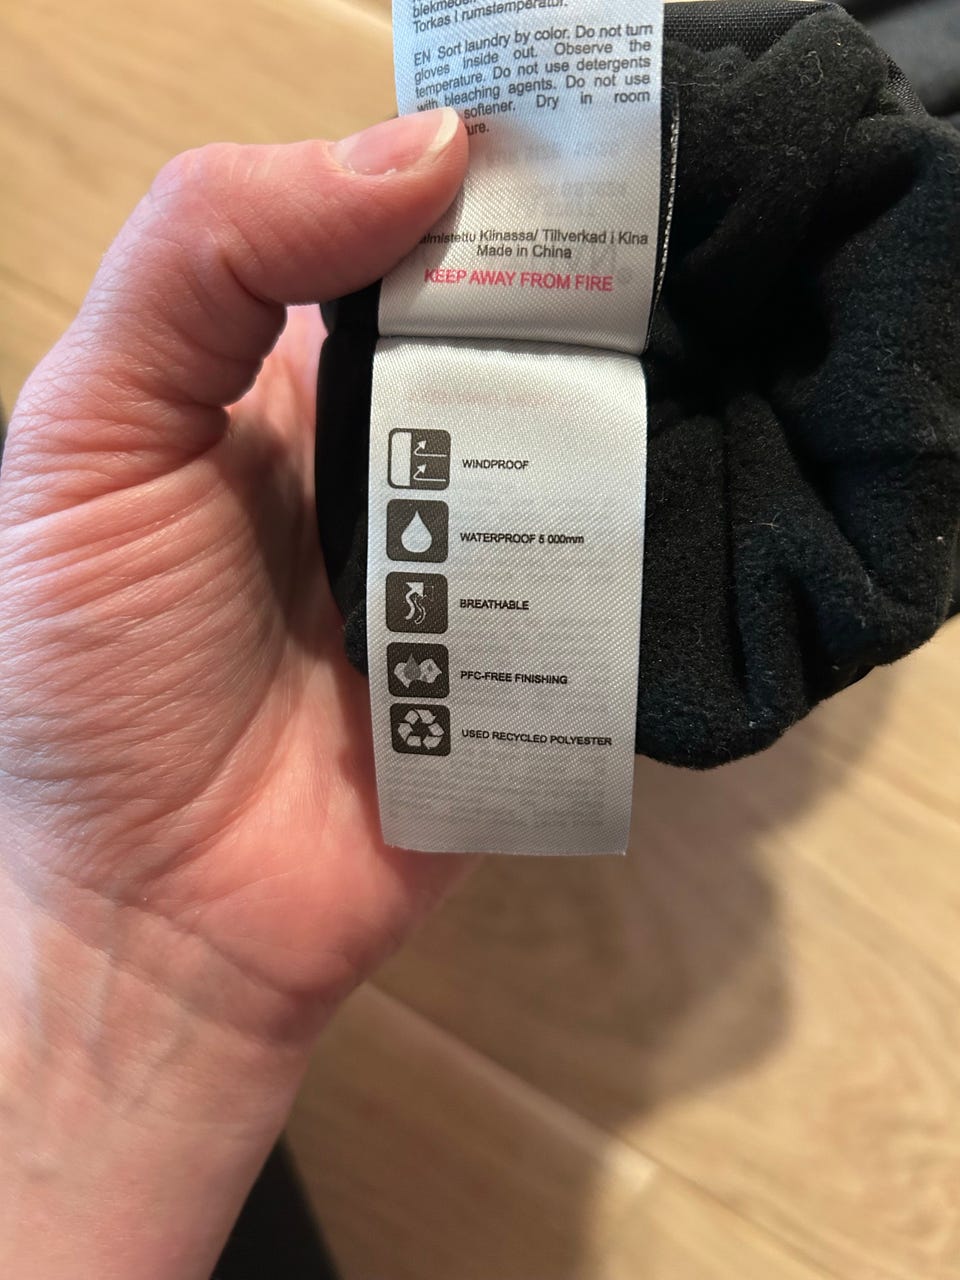 Torkas i rumstemperatur.
EN Sort laundry by color. Do not turn
gloves inside out. Observe the
temperature. Do not use detergents
with bleaching agents. Do not use
softener. Dry in room
Kiinassa/ Tillverkad i Kina
Made in China
KEEP AWAY FROM FIRE
WINDPROOF
WATERPROOF 5 000mm
BREATHABLE
PFC-FREE FINISHING
USED RECYCLED POLYESTER